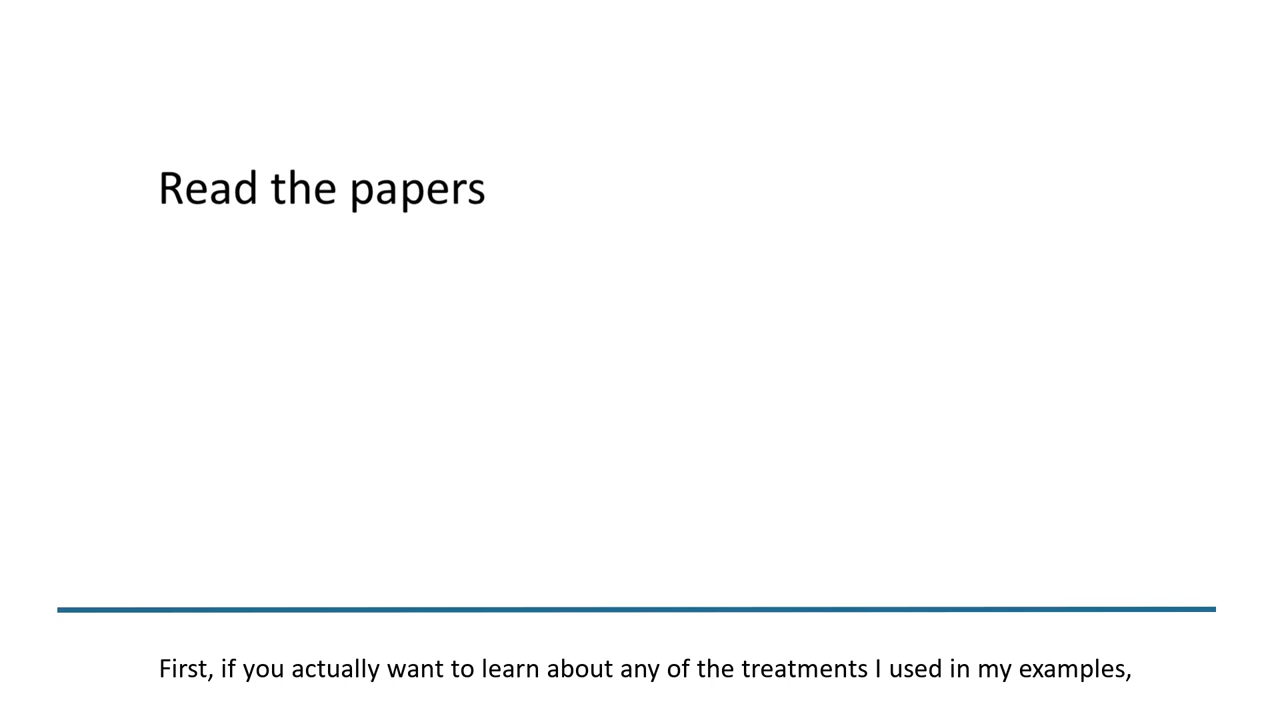 Read the papers
First, if you actually want to learn about any of the treatments I used in my examples,